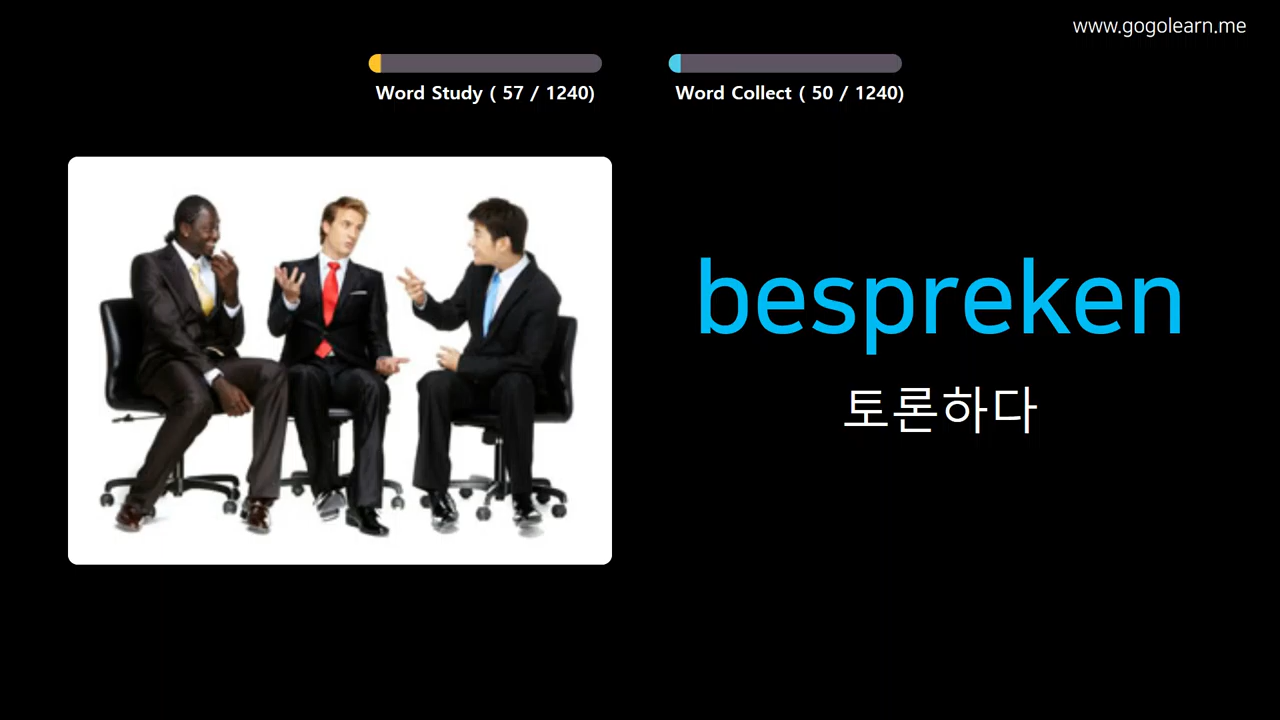 www.gogolearn.me
Word Study ( 57 / 1240)
Word Collect ( 50 / 1240)
bespreken
토론하다